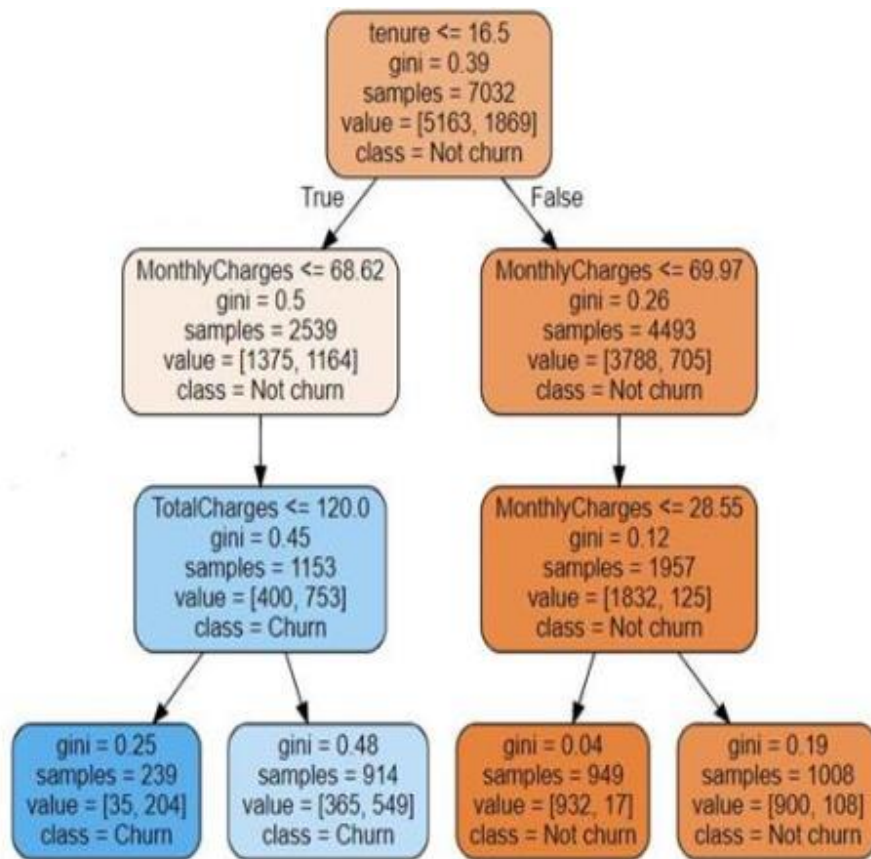 tenure <= 16.5
gini = 0.39
samples = 7032
value = [5163, 1869]
class = Not churn
True
False
MonthlyCharges <= 68.62
gini = 0.5
samples = 2539
value = [1375, 1164]
class = Not churn
MonthlyCharges <= 69.97
gini = 0.26
samples = 4493
value = [3788, 705]
class = Not churn
TotalCharges <= 120.0
gini = 0.45
samples = 1153
value = [400, 753]
class = Churn
MonthlyCharges <= 28.55
gini = 0.12
samples = 1957
value = [1832, 125]
class = Not churn
gini = 0.25
samples = 239
value = [35, 204]
class = Churn
gini = 0.48
samples = 914
value = [365, 549]
class = Churn
gini = 0.04
samples = 949
value = [932, 17]
class = Not churn
gini = 0.19
samples = 1008
value = [900, 108]
class = Not churn